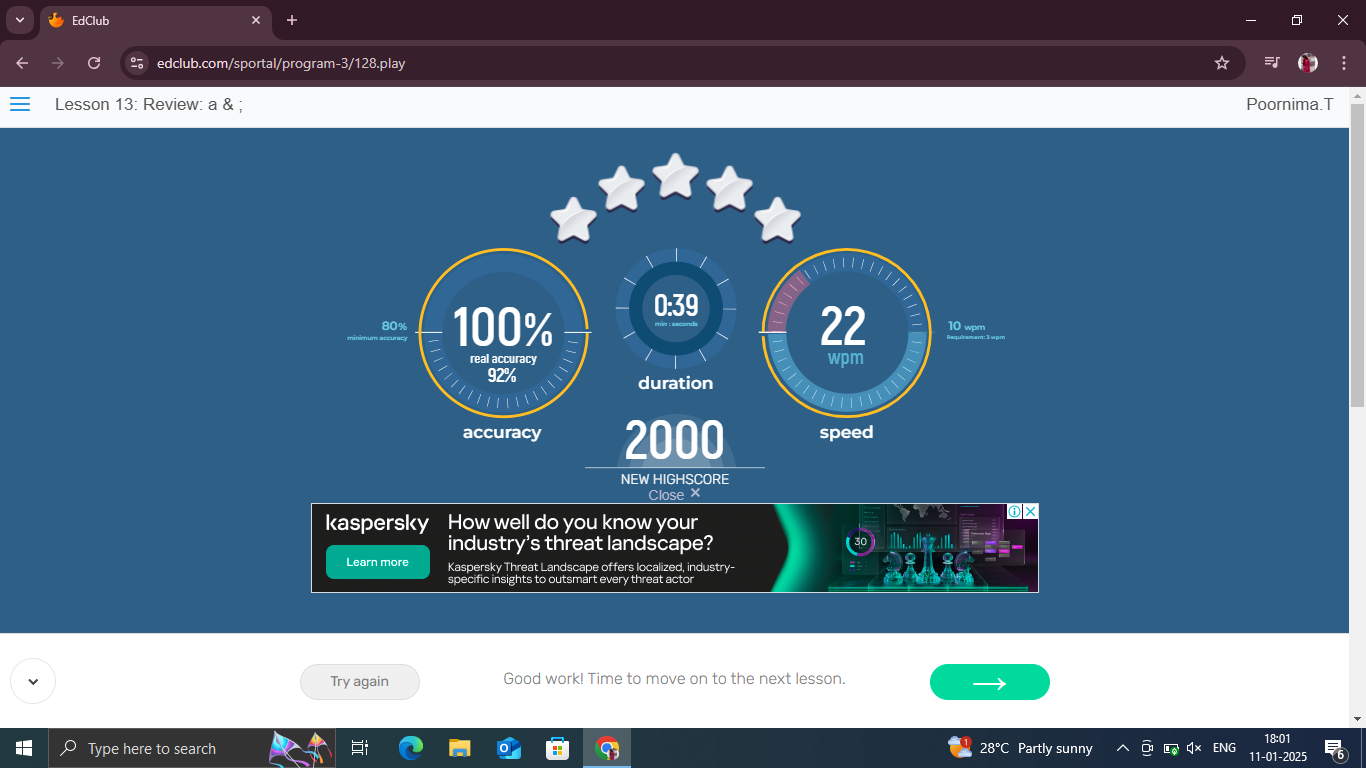 EdClub
edclub.com/sportal/program-3/128.play
Lesson 13: Review: a & ;
Poornima.T
80%
minimum accuracy
100%
real accuracy
92%
accuracy
0:39
min : seconds
duration
22
wpm
speed
10 wpm
Requirement: 3 wpm
2000
NEW HIGHSCORE
Close ×
kaspersky
Learn more
How well do you know your
industry's threat landscape?
Kaspersky Threat Landscape offers localized, industry-
specific insights to outsmart every threat actor
30
Try again
Good work! Time to move on to the next lesson.
Type here to search
1
28°C Partly sunny
ENG
18:01
11-01-2025
6